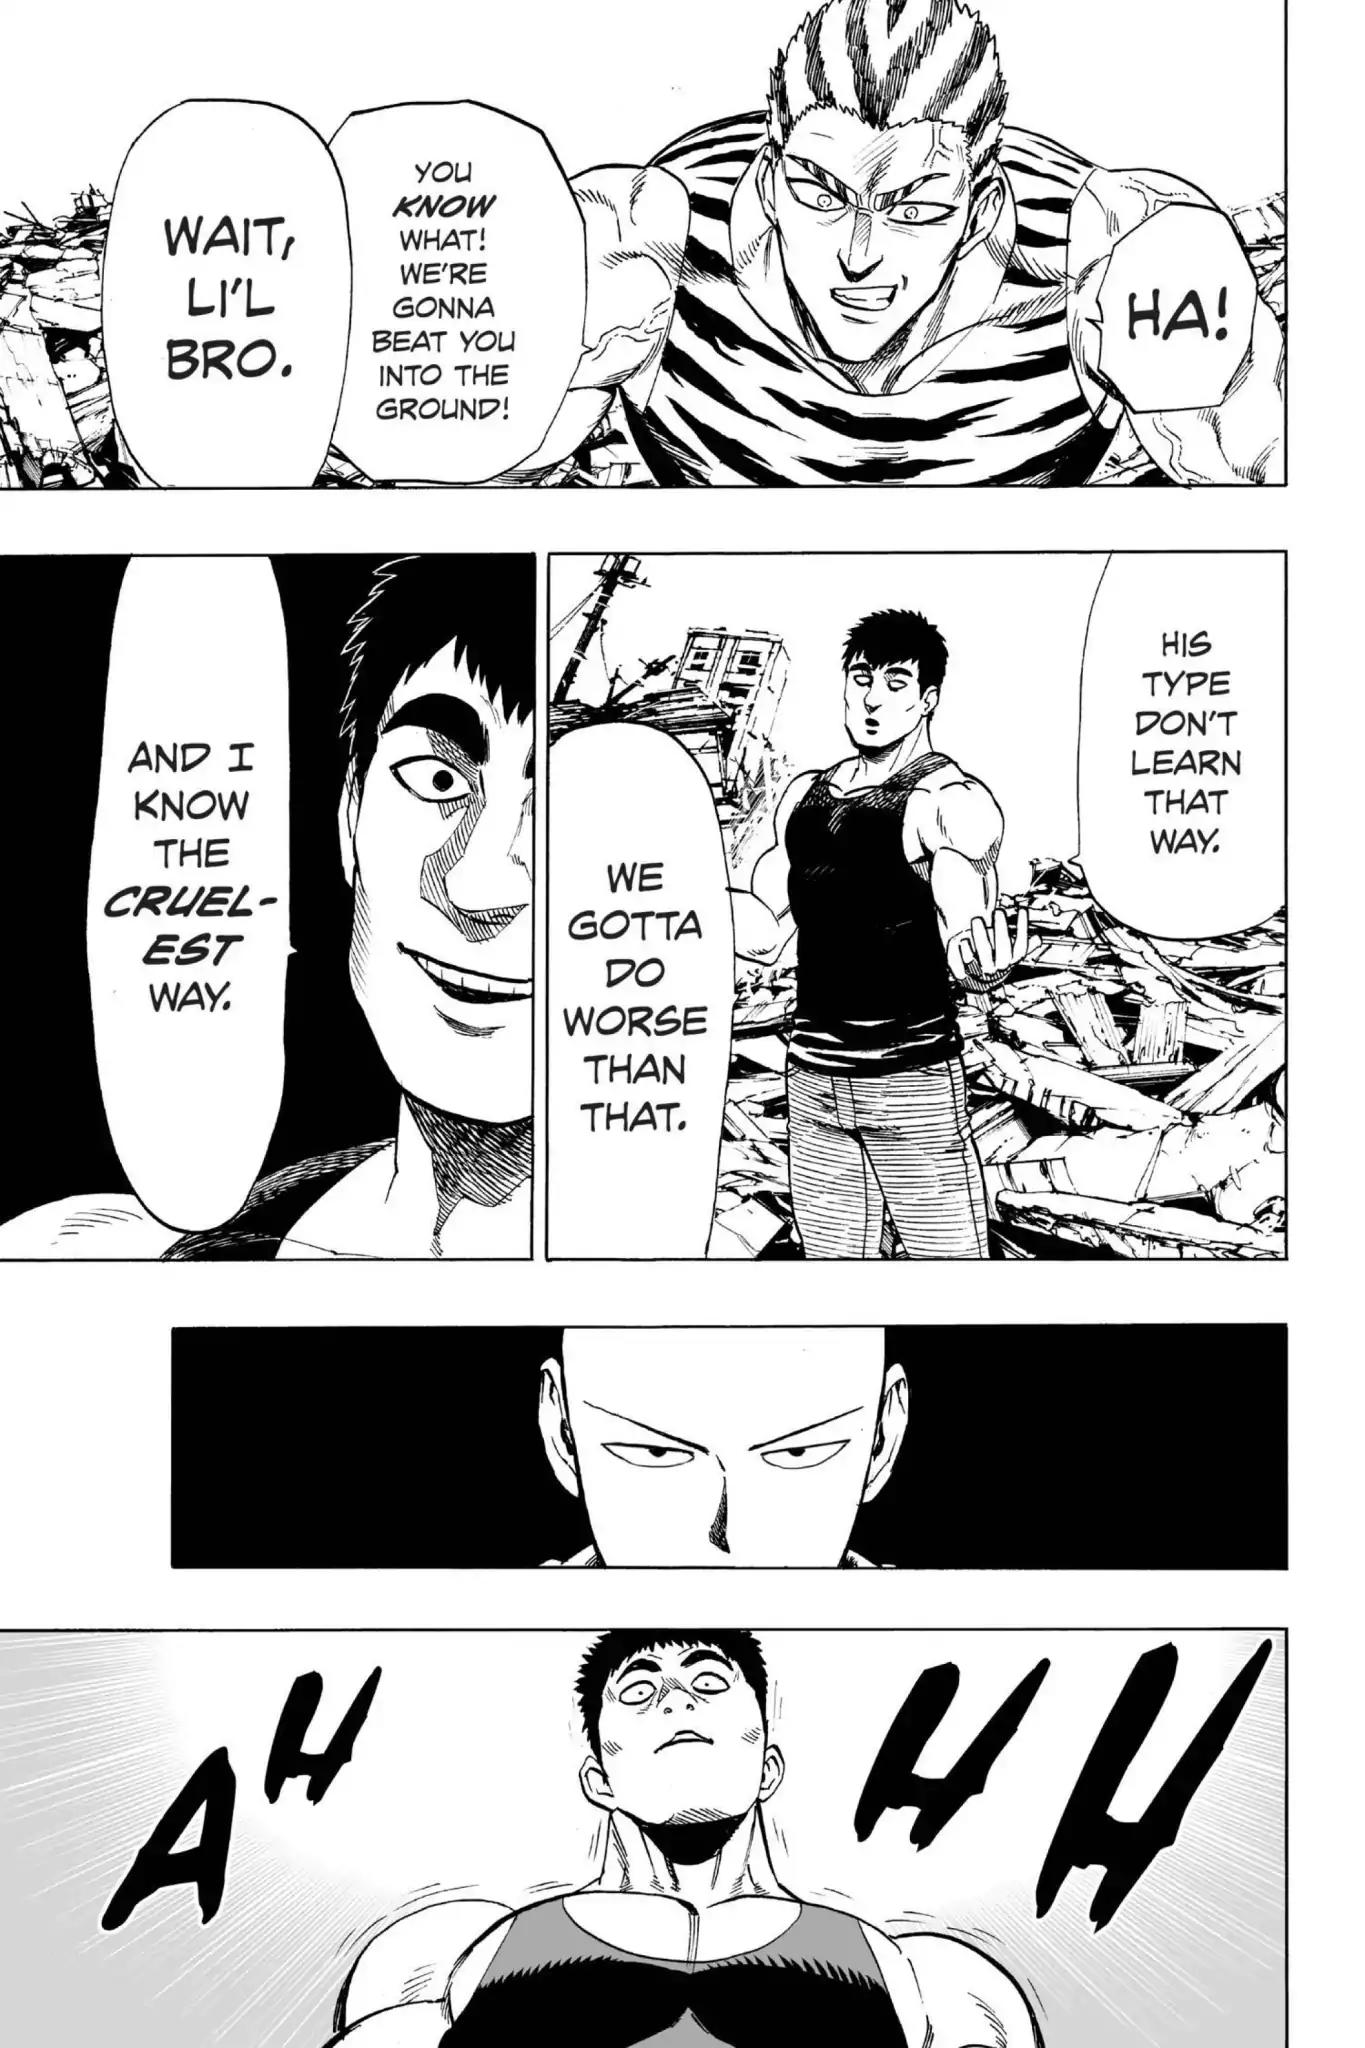 HA!
YOU
KNOW
WHAT!
WE'RE
GONNA
BEAT YOU
INTO THE
GROUND!
WAIT,
LI'L
BRO.
HIS
TYPE
DON'T
LEARN
THAT
WAY.
WE
GOTTA
DO
WORSE
THAN
THAT.
AND I
KNOW
THE
CRUEL-
EST
WAY.
AHHH